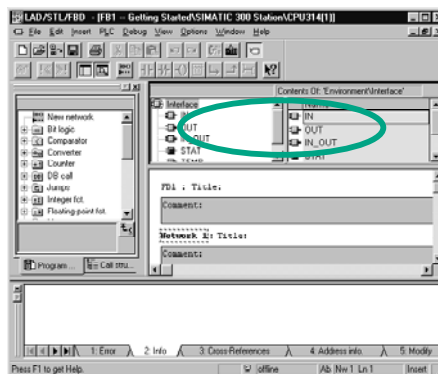 LAD/STL/FBD - [FB1 -- Getting Started\SIMATIC 300 Station\CPU314(1)]
File Edit Insert PLC Debug View Options Window Help
Contents Of: 'Environment\Interface'
New network
Bit logic
Comparator
Converter
Counter
DB call
Jumps
Integer fct.
Floating point fct.
Program ... Call stru...
Interface
IN
OUT
IN_OUT
STAT
TEMP
Name
IN
OUT
IN_OUT
STAT
FB1 : Title:
Comment:
Network 1: Title:
Comment:
1: Error 2: Info 3: Cross-References 4: Address info. 5: Modify
Press F1 to get Help. offline Ab Nw 1 Ln 1 Insert